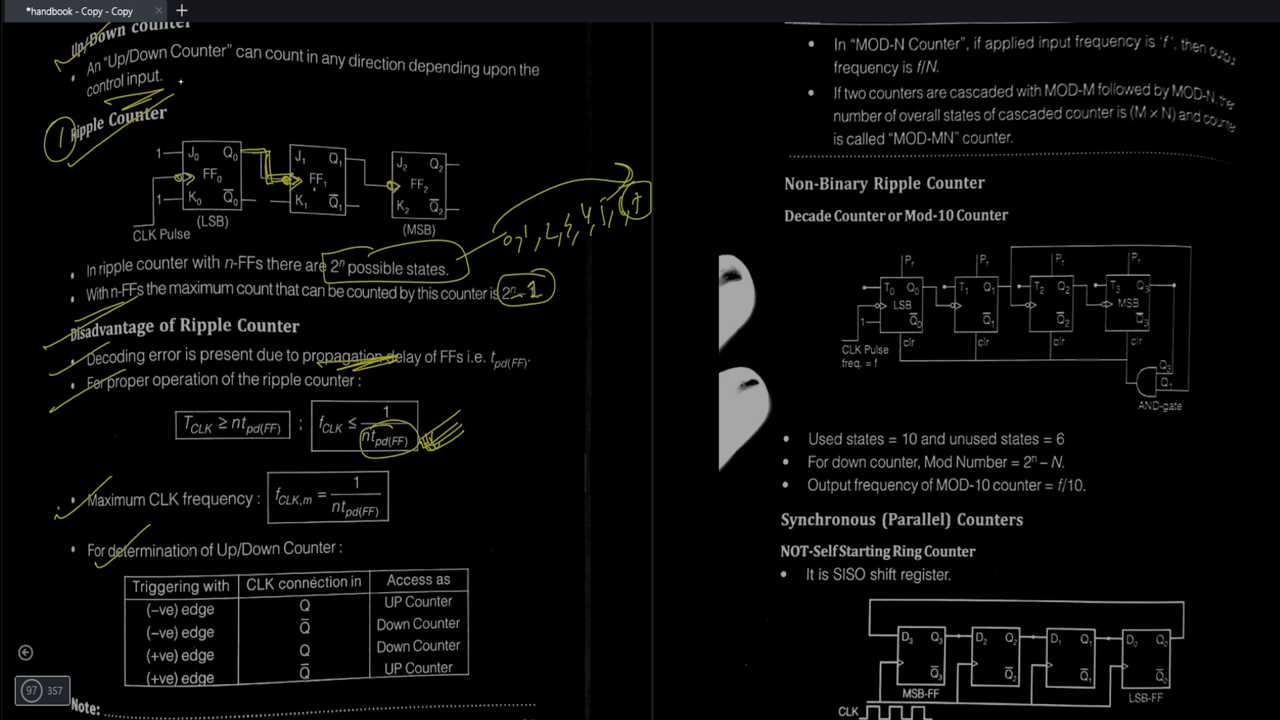 *handbook - Copy - Copy
Up/Down counter
• An "Up/Down Counter" can count in any direction depending upon the
control input.
1
Ripple Counter
1 J₀ Q₀ J₁ Q₁ J₂ Q₂
FF₀ FF₁ FF₂
1 K₀ Q̅₀ K₁ Q̅₁ K₂ Q̅₂
(LSB) (MSB)
CLK Pulse
0, 1, 2, 3, 4, 5, 7
• In ripple counter with n-FFs there are 2ⁿ possible states.
• With n-FFs the maximum count that can be counted by this counter is 2ⁿ - 1
Disadvantage of Ripple Counter
• Decoding error is present due to propagation delay of FFs i.e. t_pd(FF).
• For proper operation of the ripple counter :
T_CLK ≥ nt_pd(FF) ; f_CLK ≤ 1/nt_pd(FF)
• Maximum CLK frequency : f_CLK,m = 1/nt_pd(FF)
• For determination of Up/Down Counter :
Triggering with CLK connection in Access as
(–ve) edge Q UP Counter
(–ve) edge Q̅ Down Counter
(+ve) edge Q Down Counter
(+ve) edge Q̅ UP Counter
97 357
Note:
• In "MOD-N Counter", if applied input frequency is 'f', then output
frequency is f/N.
• If two counters are cascaded with MOD-M followed by MOD-N, the
number of overall states of cascaded counter is (M × N) and counter
is called "MOD-MN" counter.
Non-Binary Ripple Counter
Decade Counter or Mod-10 Counter
Pr Pr Pr Pr
T₀ Q₀ T₁ Q₁ T₂ Q₂ T₃ Q₃
LSB MSB
1 Q̅₀ Q̅₁ Q̅₂ Q̅₃
CLK Pulse clr clr clr clr
freq. = f
Q₃
Q₁
AND-gate
• Used states = 10 and unused states = 6
• For down counter, Mod Number = 2ⁿ – N.
• Output frequency of MOD-10 counter = f/10.
Synchronous (Parallel) Counters
NOT-Self Starting Ring Counter
• It is SISO shift register.
D₃ Q₃ D₂ Q₂ D₁ Q₁ D₀ Q₀
Q̅₃ Q̅₂ Q̅₁ Q̅₀
MSB-FF LSB-FF
CLK